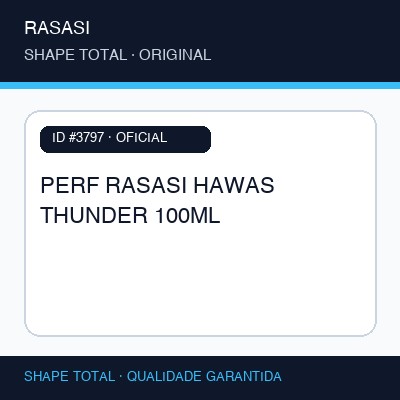 RASASI
SHAPE TOTAL · ORIGINAL
ID #3797 · OFICIAL
PERF RASASI HAWAS
THUNDER 100ML
SHAPE TOTAL · QUALIDADE GARANTIDA